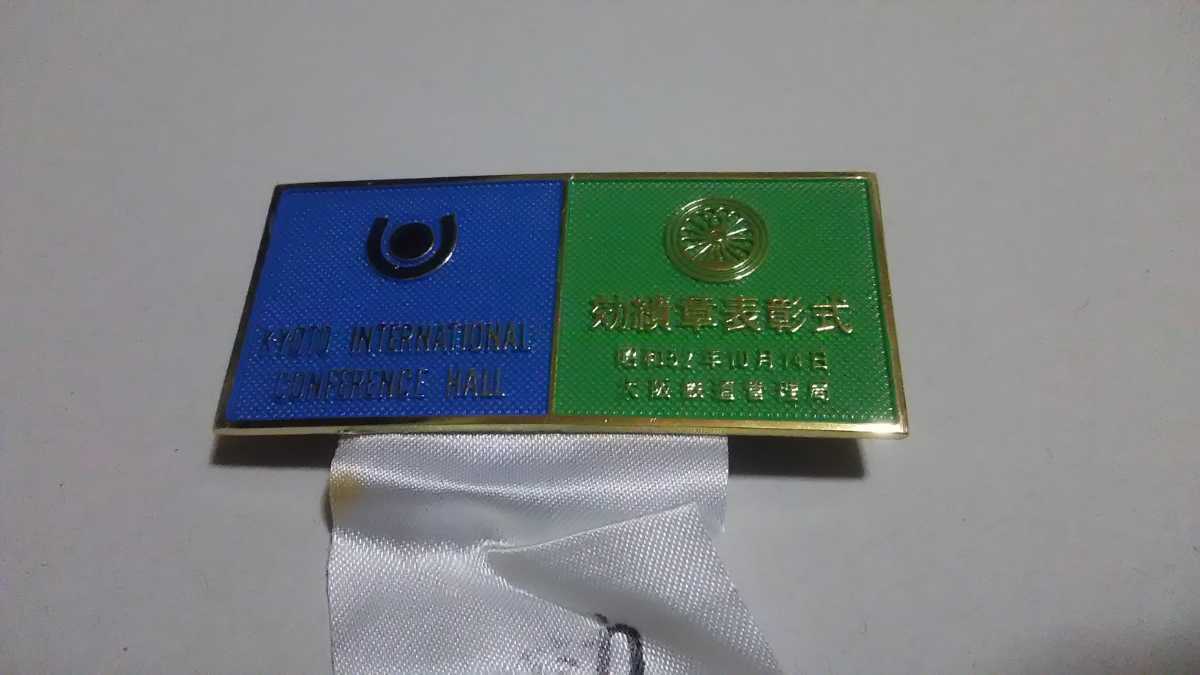 KYOTO INTERNATIONAL
CONFERENCE HALL
効績章表彰式
昭和52年10月14日
大阪鉄道管理局